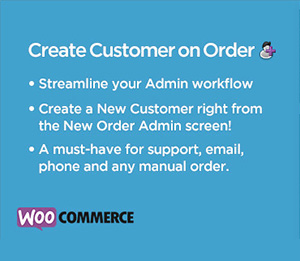 Create Customer on Order
• Streamline your Admin workflow
• Create a New Customer right from
the New Order Admin screen!
• A must-have for support, email,
phone and any manual order.
WOO COMMERCE